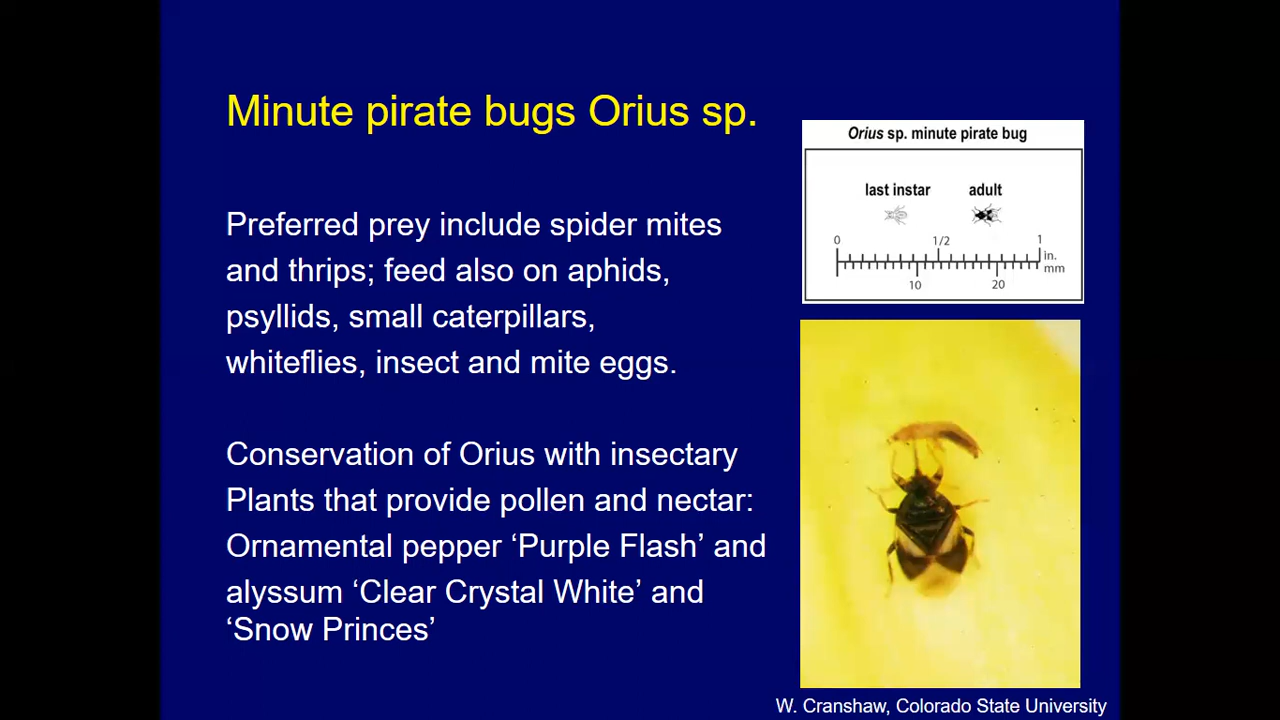 Minute pirate bugs Orius sp.
Preferred prey include spider mites
and thrips; feed also on aphids,
psyllids, small caterpillars,
whiteflies, insect and mite eggs.
Conservation of Orius with insectary
Plants that provide pollen and nectar:
Ornamental pepper ‘Purple Flash’ and
alyssum ‘Clear Crystal White’ and
‘Snow Princes’
Orius sp. minute pirate bug
last instar adult
0 1/2 1
in.
mm
10 20
W. Cranshaw, Colorado State University